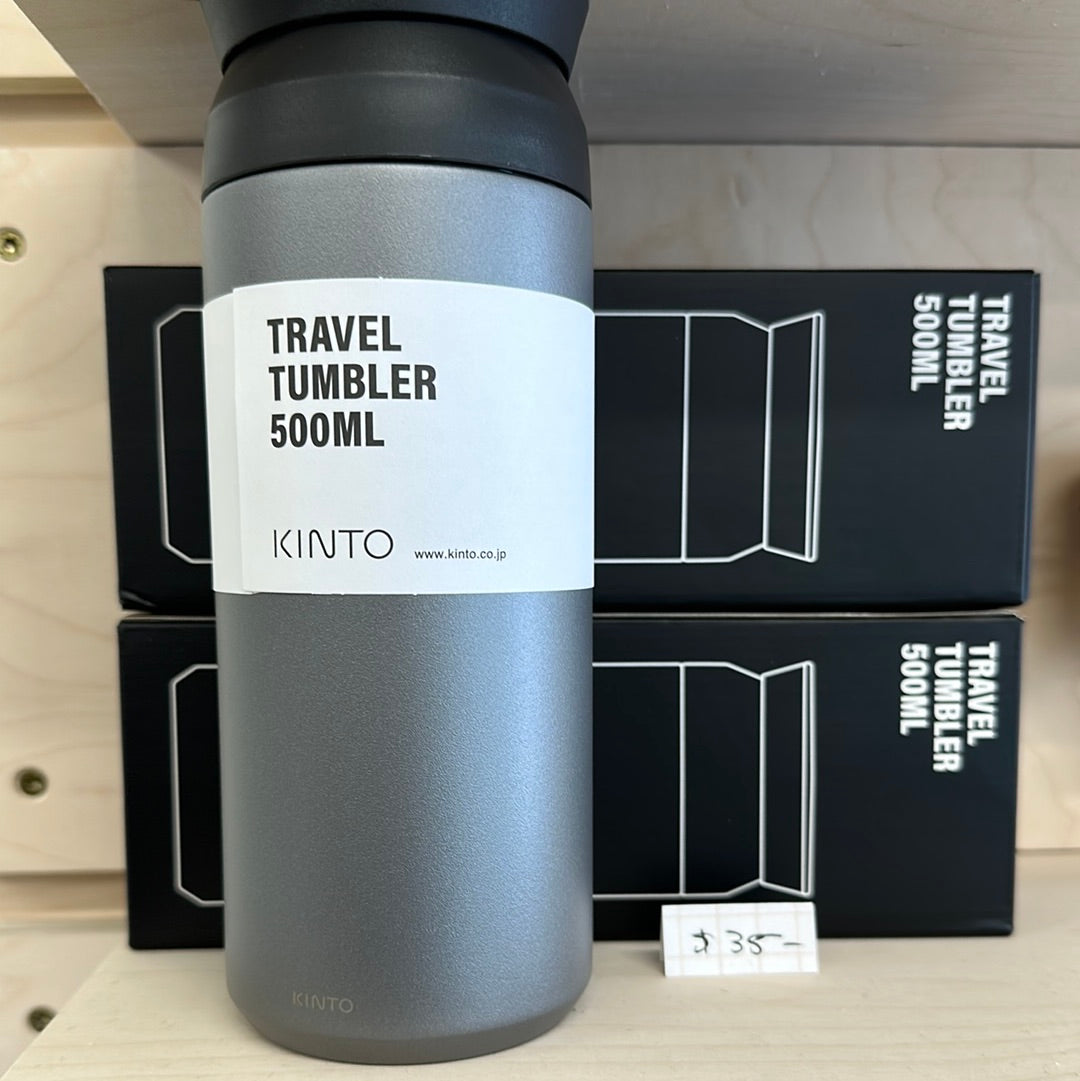 TRAVEL
TUMBLER
500ML
KINTO www.kinto.co.jp
KINTO
TRAVEL
TUMBLER
500ML
TRAVEL
TUMBLER
500ML
$35-